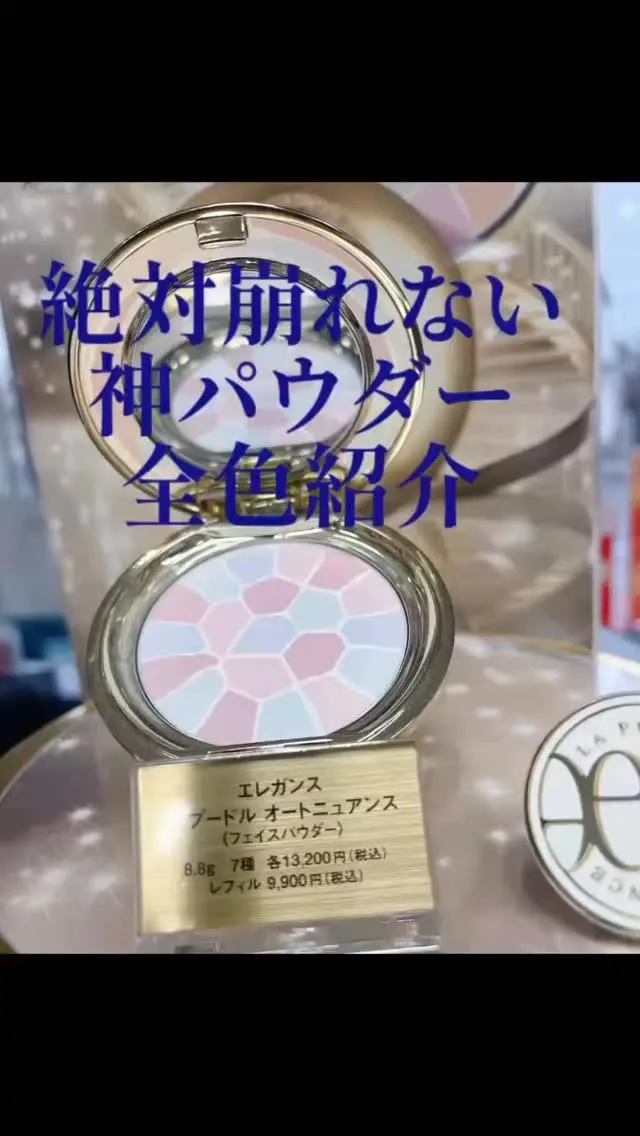 絶対崩れない
神パウダー
全色紹介
エレガンス
プードル オートニュアンス
(フェイスパウダー)
8.8g 7種 各13,200円(税込)
レフィル 9,900円(税込)
LA PO
e
NCE